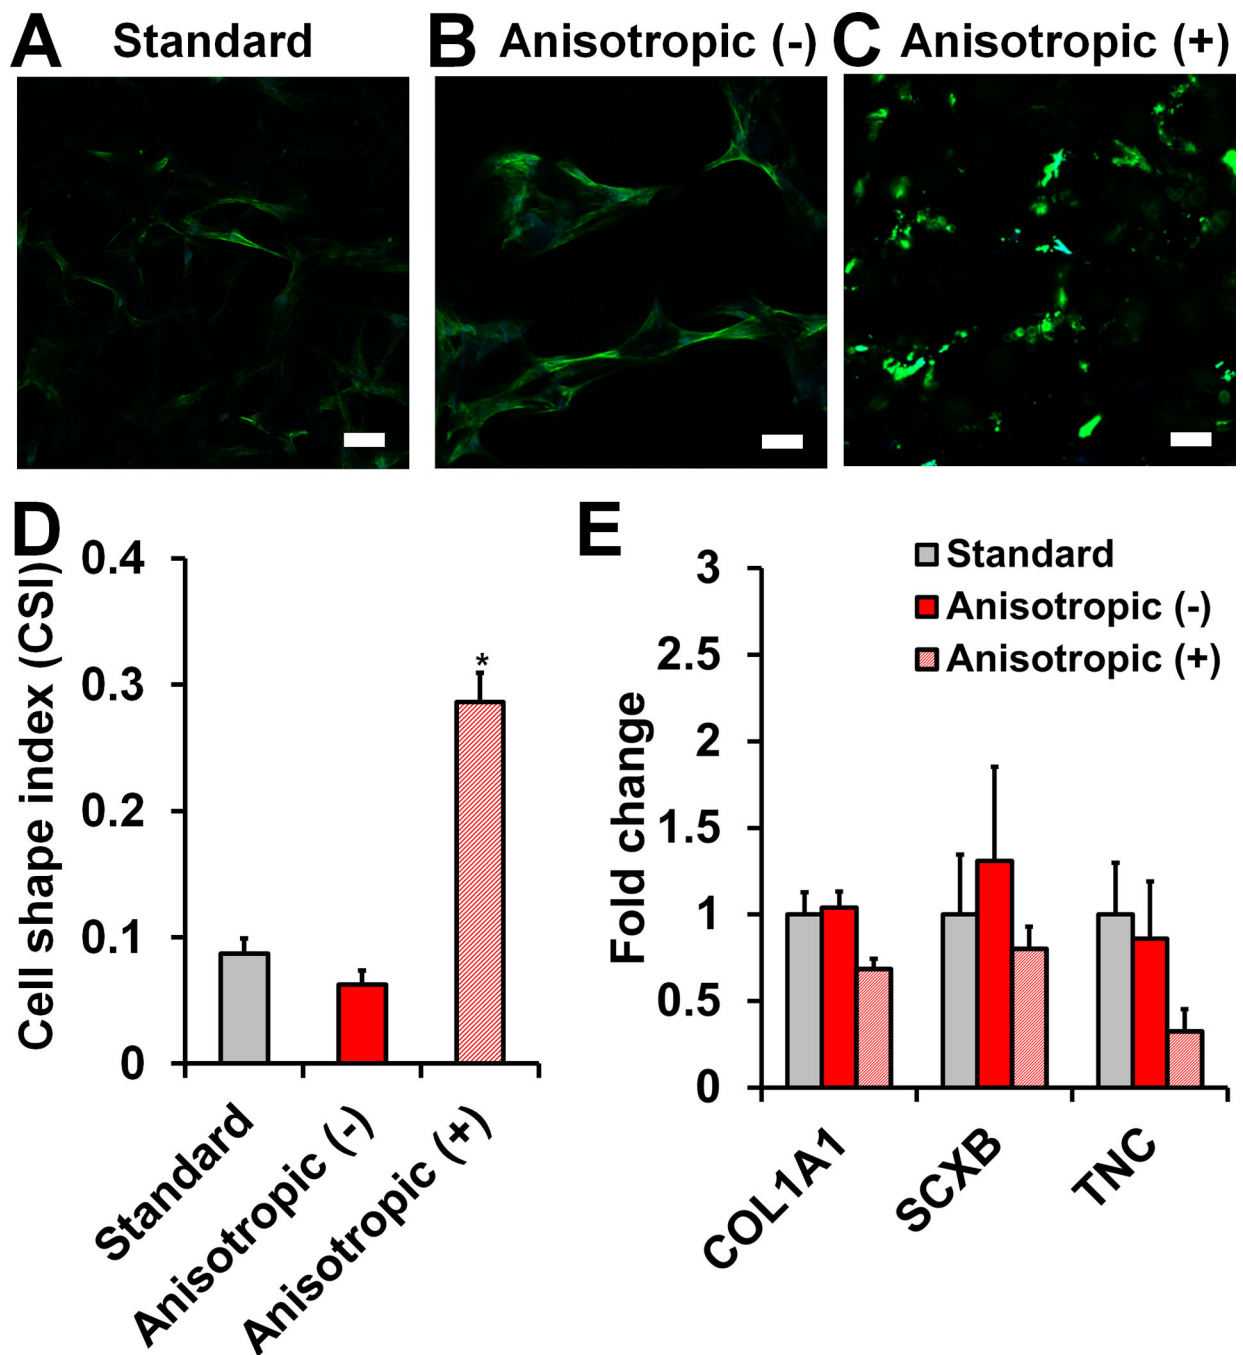 A Standard
B Anisotropic (-)
C Anisotropic (+)
D
Cell shape index (CSI)
0.4
0.3
0.2
0.1
0
*
Standard
Anisotropic (-)
Anisotropic (+)
E
Fold change
3
2.5
2
1.5
1
0.5
0
Standard
Anisotropic (-)
Anisotropic (+)
COL1A1
SCXB
TNC